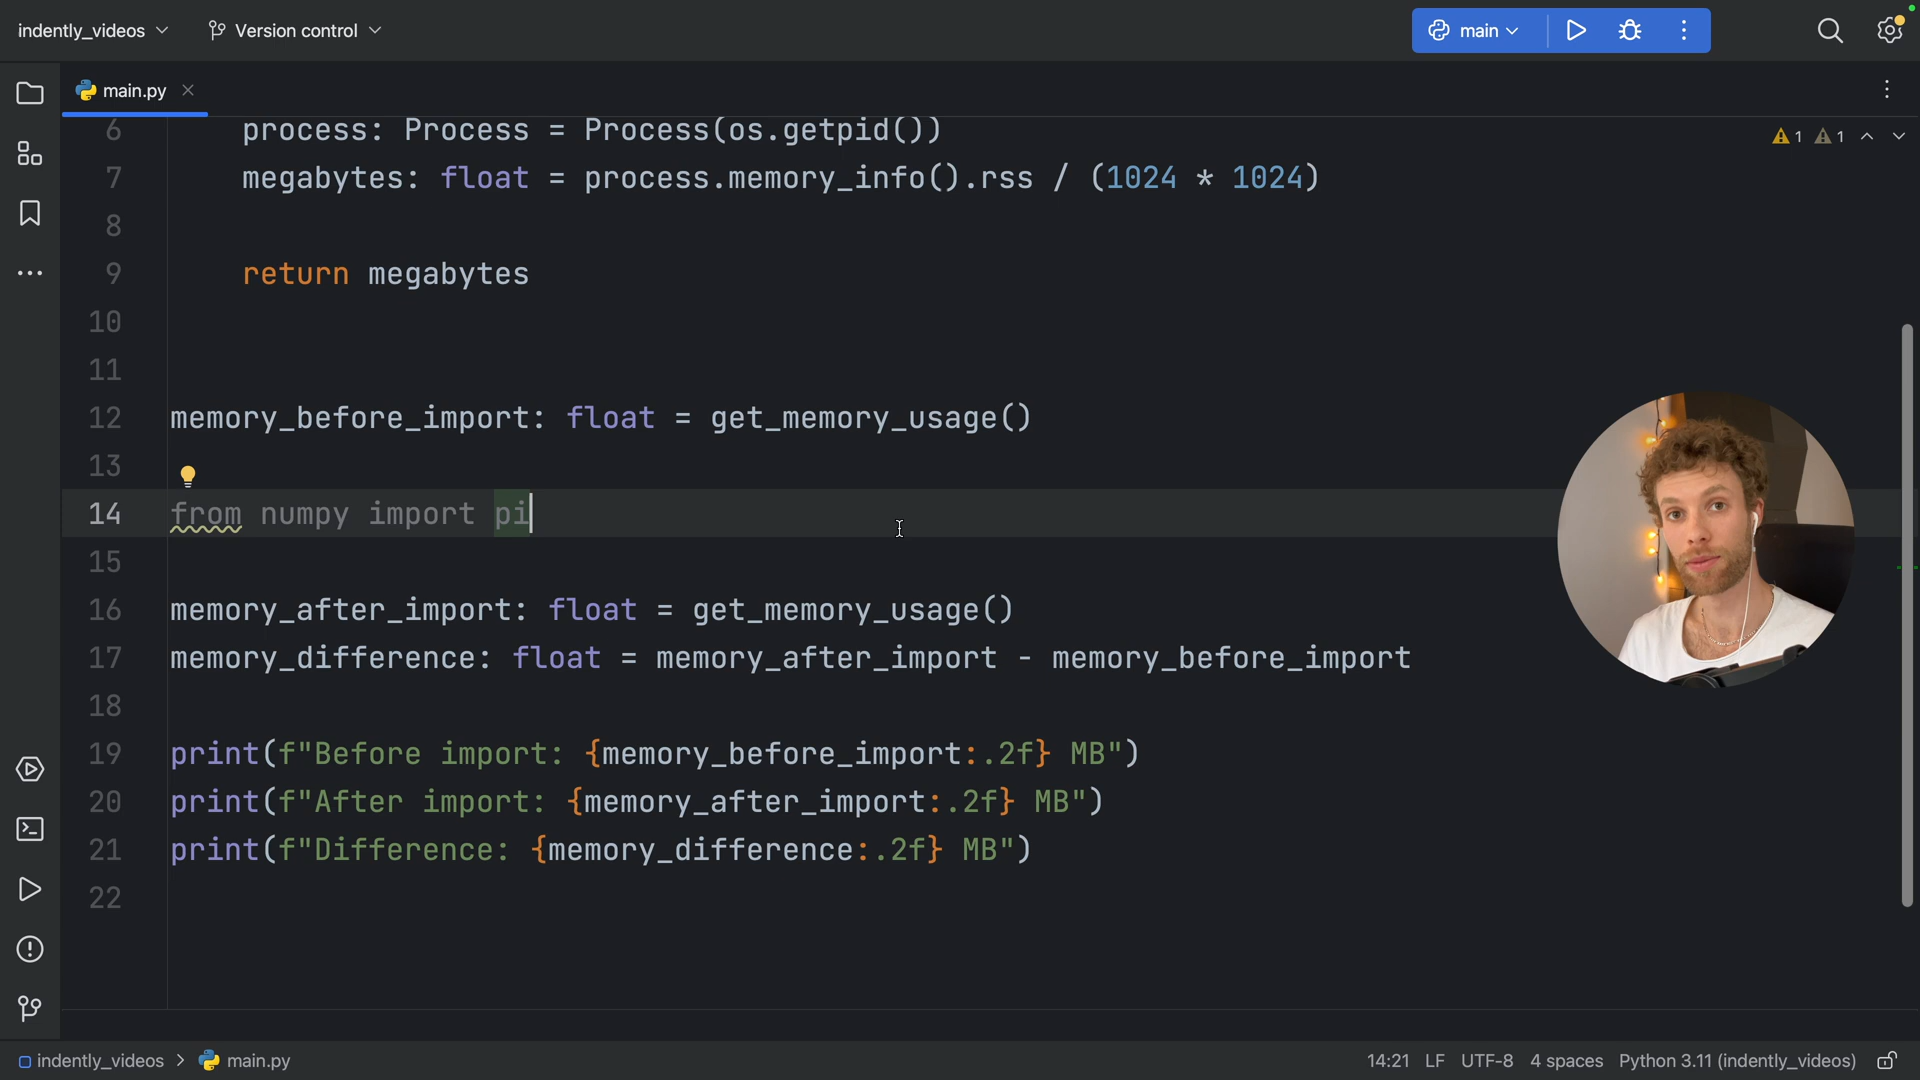 indently_videos
Version control
main
main.py
1 1
6 process: Process = Process(os.getpid())
7 megabytes: float = process.memory_info().rss / (1024 * 1024)
8
9 return megabytes
10
11
12 memory_before_import: float = get_memory_usage()
13
14 from numpy import pi
15
16 memory_after_import: float = get_memory_usage()
17 memory_difference: float = memory_after_import - memory_before_import
18
19 print(f"Before import: {memory_before_import:.2f} MB")
20 print(f"After import: {memory_after_import:.2f} MB")
21 print(f"Difference: {memory_difference:.2f} MB")
22
indently_videos > main.py
14:21 LF UTF-8 4 spaces Python 3.11 (indently_videos)